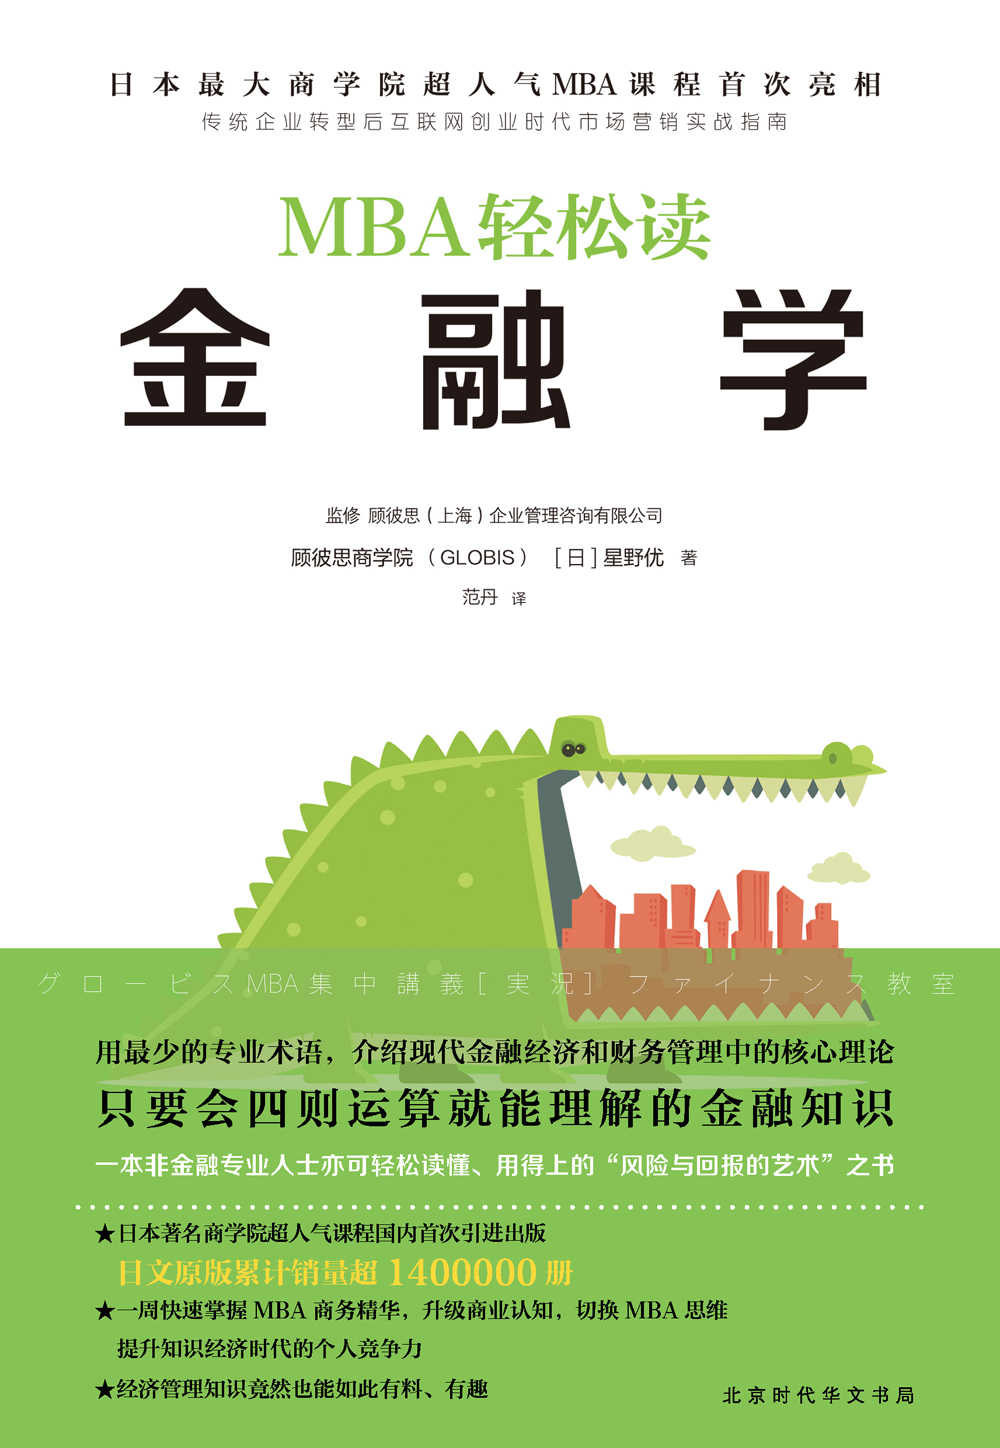 日本最大商学院超人气MBA课程首次亮相
传统企业转型后互联网创业时代市场营销实战指南
MBA轻松读
金融学
监修 顾彼思(上海)企业管理咨询有限公司
顾彼思商学院(GLOBIS) [日]星野优 著
范丹 译
グロービスMBA集中講義[実況]ファイナンス教室
用最少的专业术语，介绍现代金融经济和财务管理中的核心理论
只要会四则运算就能理解的金融知识
一本非金融专业人士亦可轻松读懂、用得上的“风险与回报的艺术”之书
★日本著名商学院超人气课程国内首次引进出版
日文原版累计销量超 1400000 册
★一周快速掌握 MBA 商务精华，升级商业认知，切换 MBA 思维
提升知识经济时代的个人竞争力
★经济管理知识竟然也能如此有料、有趣
北京时代华文书局